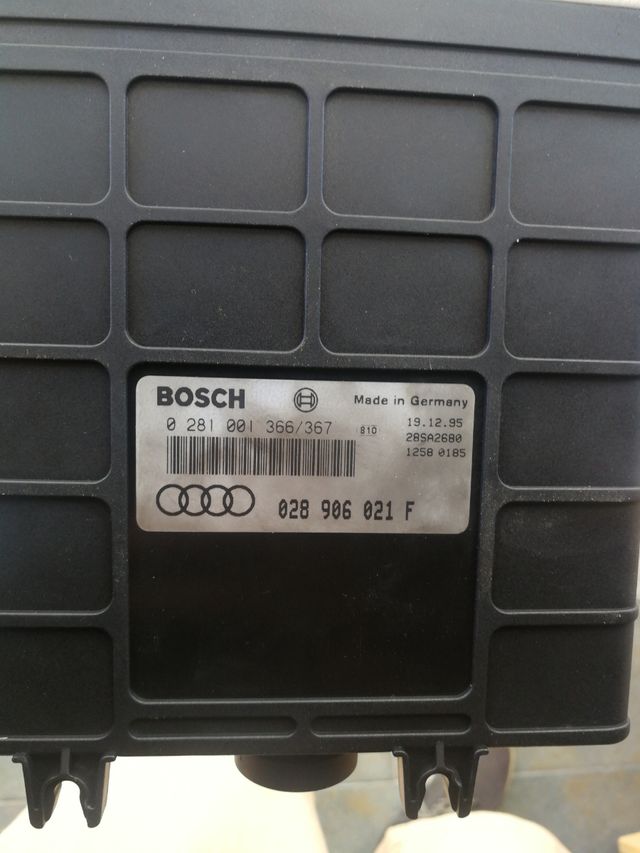 BOSCH Made in Germany
0 281 001 366/367 810 19.12.95
28SA2680
1258 0185
028 906 021 F